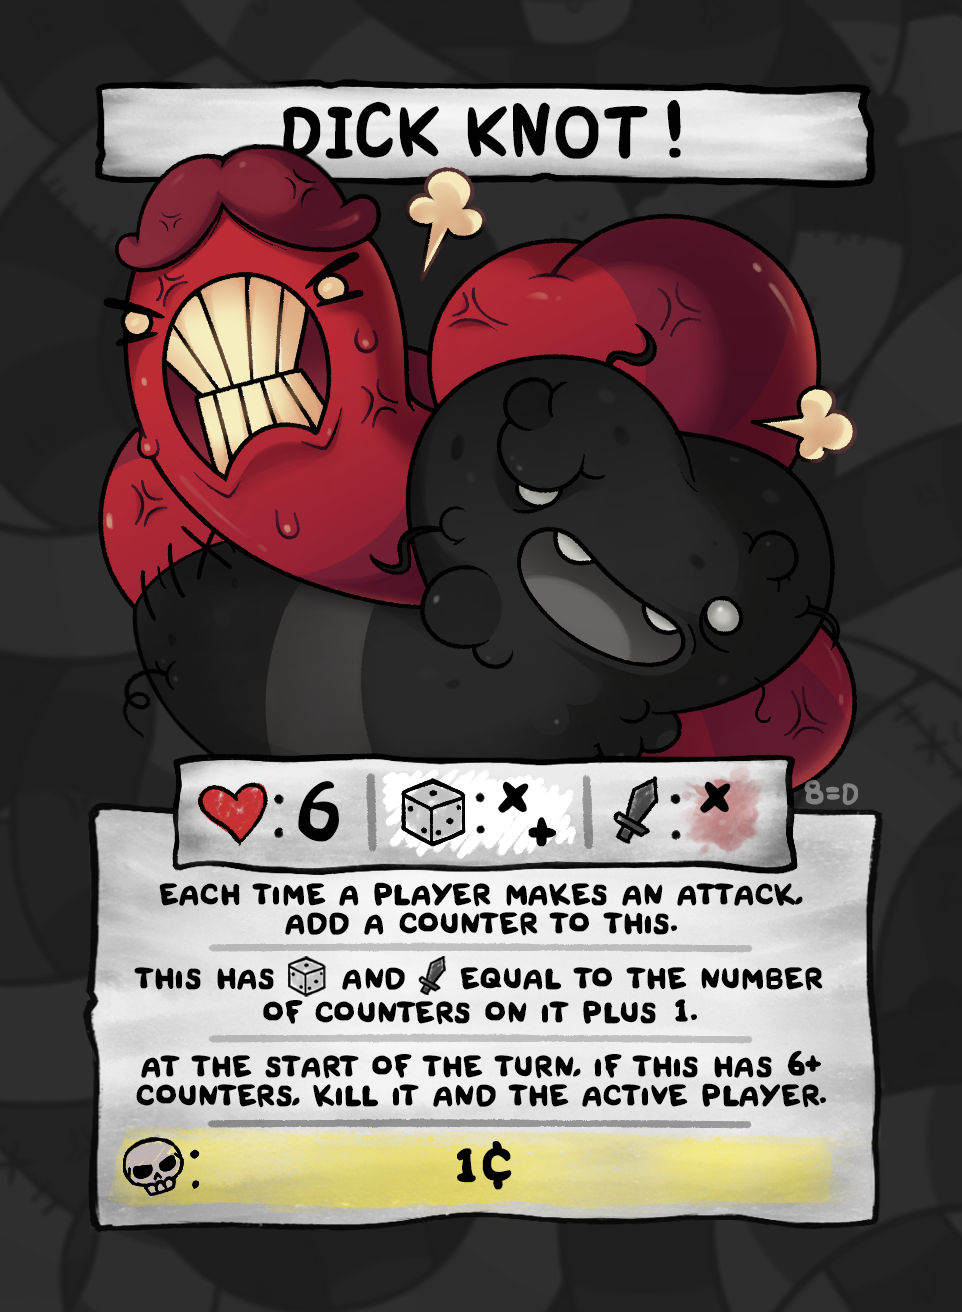 DICK KNOT!
: 6 : X+ : X
8=D
EACH TIME A PLAYER MAKES AN ATTACK,
ADD A COUNTER TO THIS.
THIS HAS AND EQUAL TO THE NUMBER
OF COUNTERS ON IT PLUS 1.
AT THE START OF THE TURN, IF THIS HAS 6+
COUNTERS, KILL IT AND THE ACTIVE PLAYER.
: 1¢